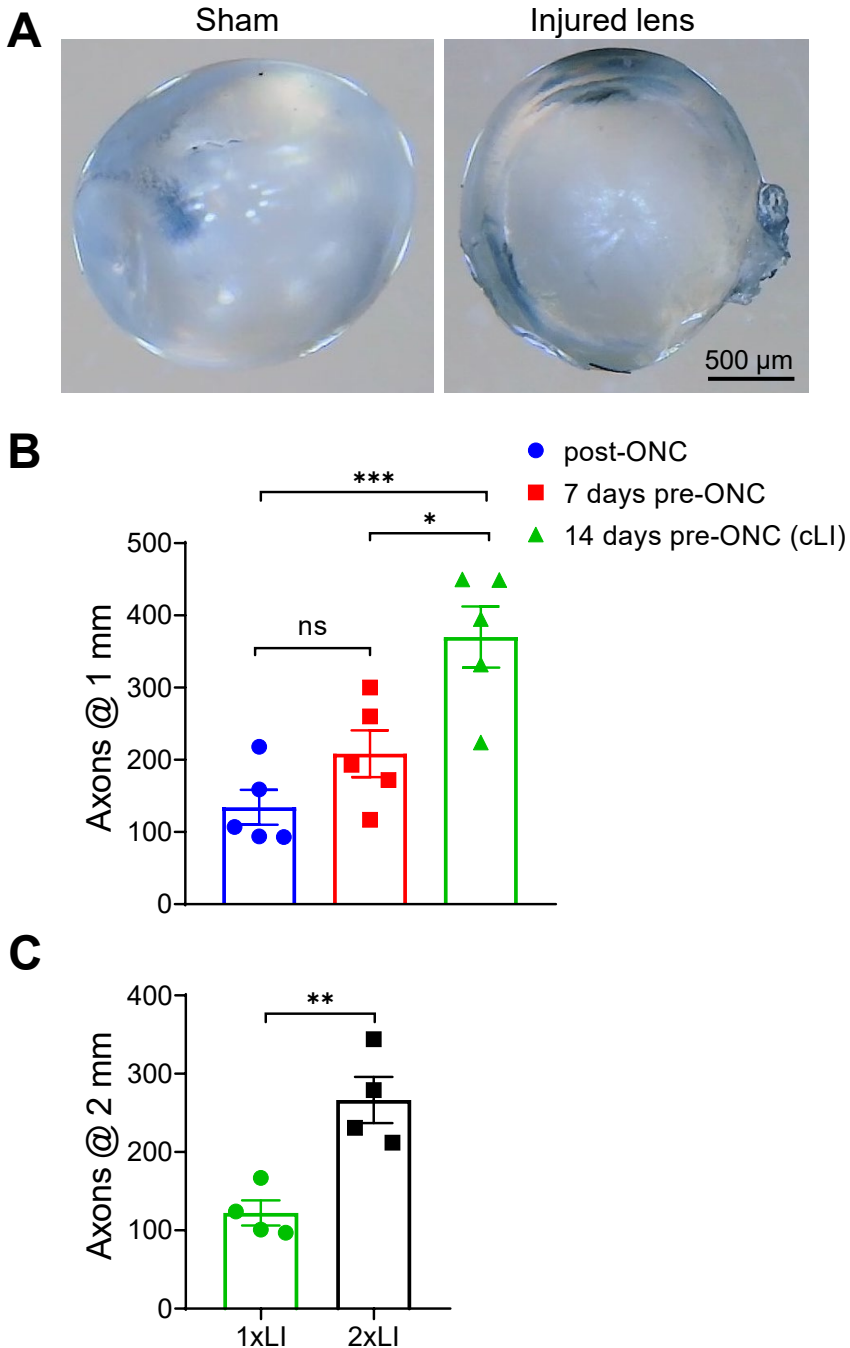 A
Sham
Injured lens
500 µm
B
post-ONC
7 days pre-ONC
14 days pre-ONC (cLI)
***
*
ns
Axons @ 1 mm
500
400
300
200
100
0
C
**
Axons @ 2 mm
400
300
200
100
0
1xLI
2xLI